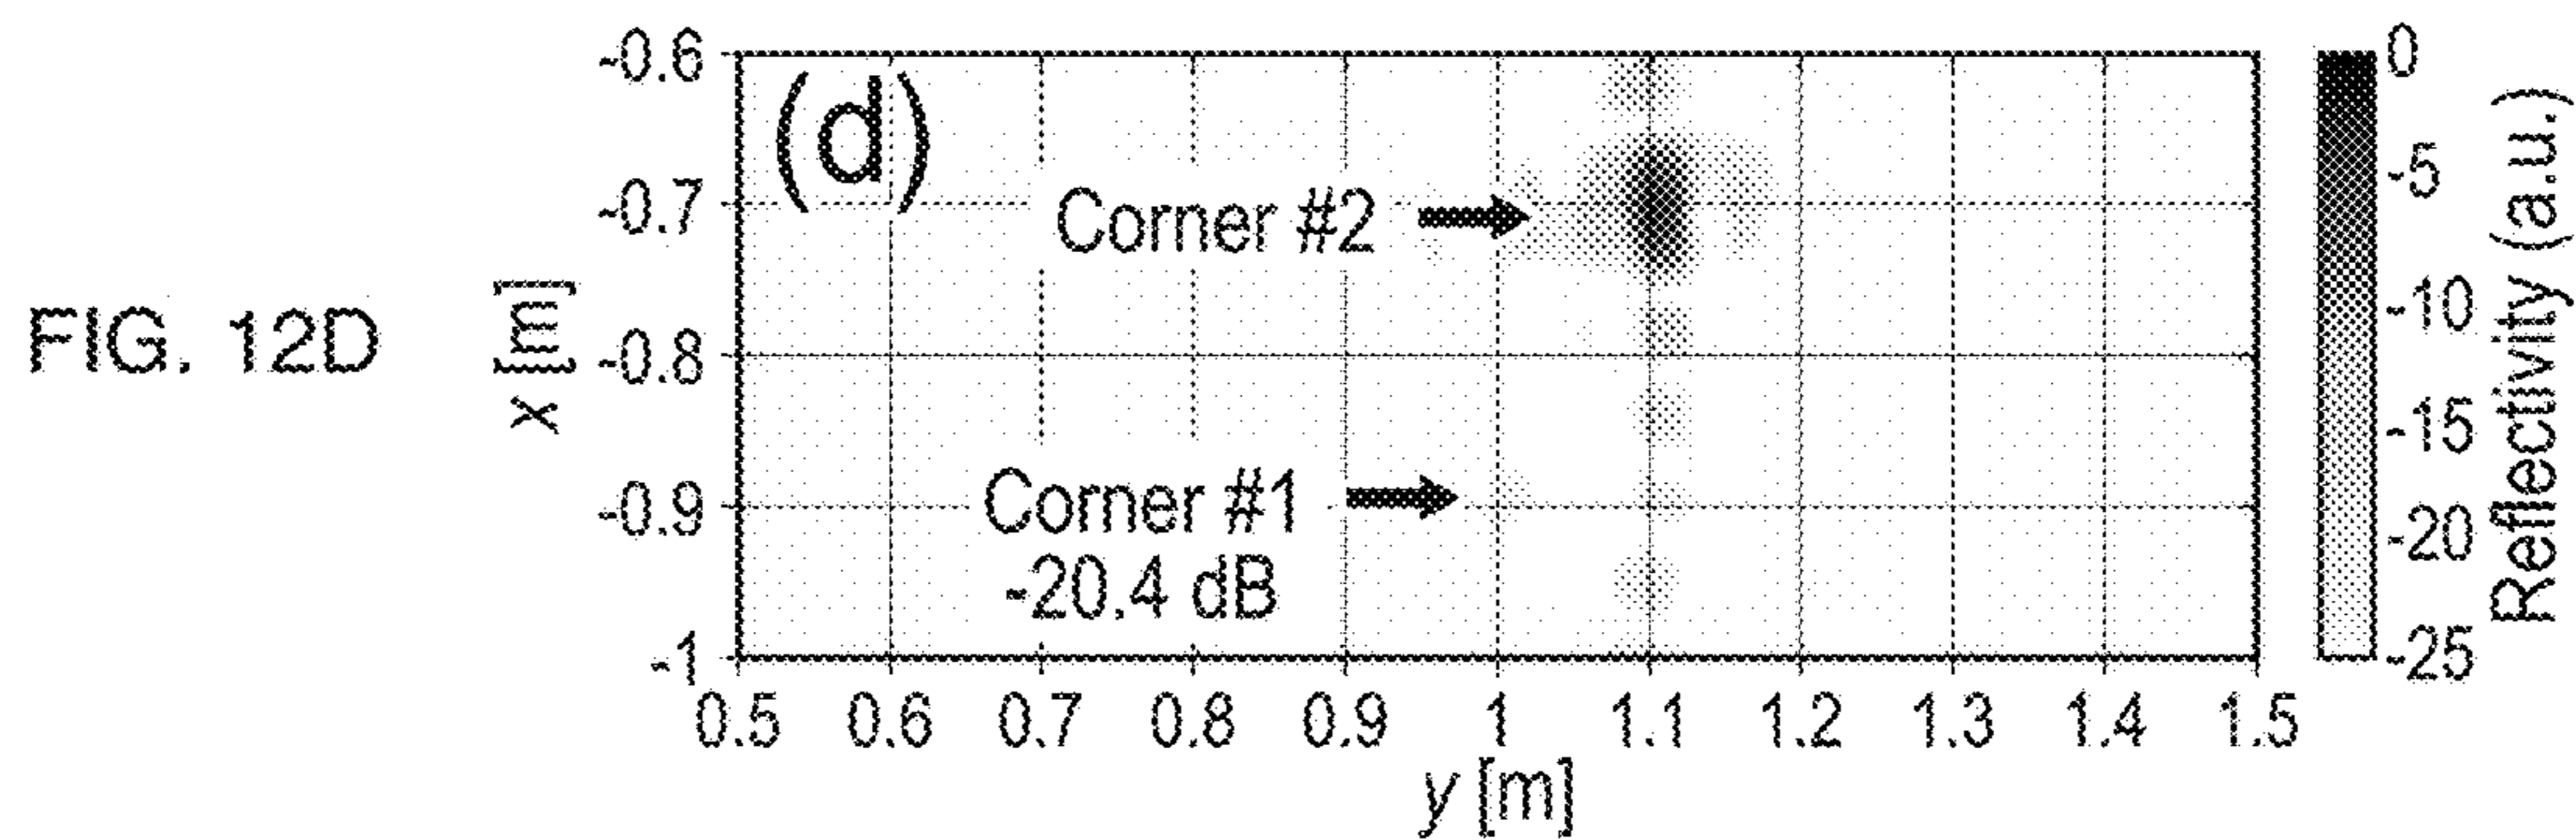 FIG. 12D
(d)
x [m]
-0.6
-0.7
-0.8
-0.9
-1
Corner #2
Corner #1
-20.4 dB
0.5 0.6 0.7 0.8 0.9 1 1.1 1.2 1.3 1.4 1.5
y [m]
0
-5
-10
-15
-20
-25
Reflectivity (a.u.)